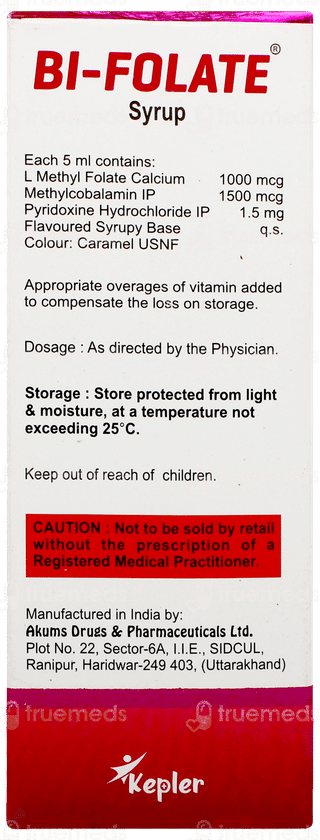 BI-FOLATE®
Syrup
Each 5 ml contains:
L Methyl Folate Calcium 1000 mcg
Methylcobalamin IP 1500 mcg
Pyridoxine Hydrochloride IP 1.5 mg
Flavoured Syrupy Base q.s.
Colour: Caramel USNF
Appropriate overages of vitamin added
to compensate the loss on storage.
Dosage : As directed by the Physician.
Storage : Store protected from light
& moisture, at a temperature not
exceeding 25°C.
Keep out of reach of children.
CAUTION : Not to be sold by retail
without the prescription of a
Registered Medical Practitioner.
Manufactured in India by:
Akums Drugs & Pharmaceuticals Ltd.
Plot No. 22, Sector-6A, I.I.E., SIDCUL,
Ranipur, Haridwar-249 403, (Uttarakhand)
truemeds truemeds
Kepler